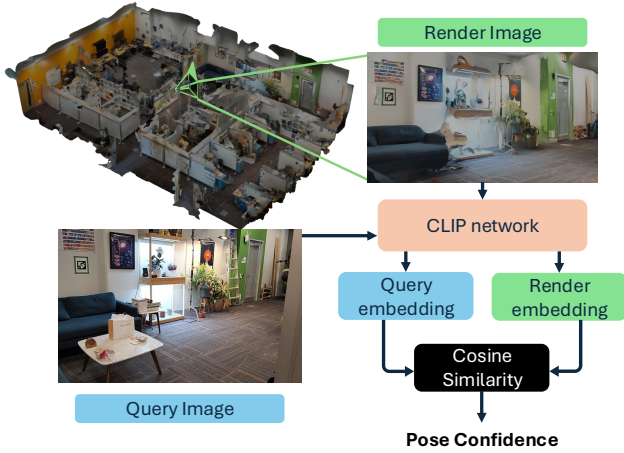 Render Image
CLIP network
Query
embedding
Render
embedding
Cosine
Similarity
Query Image
Pose Confidence